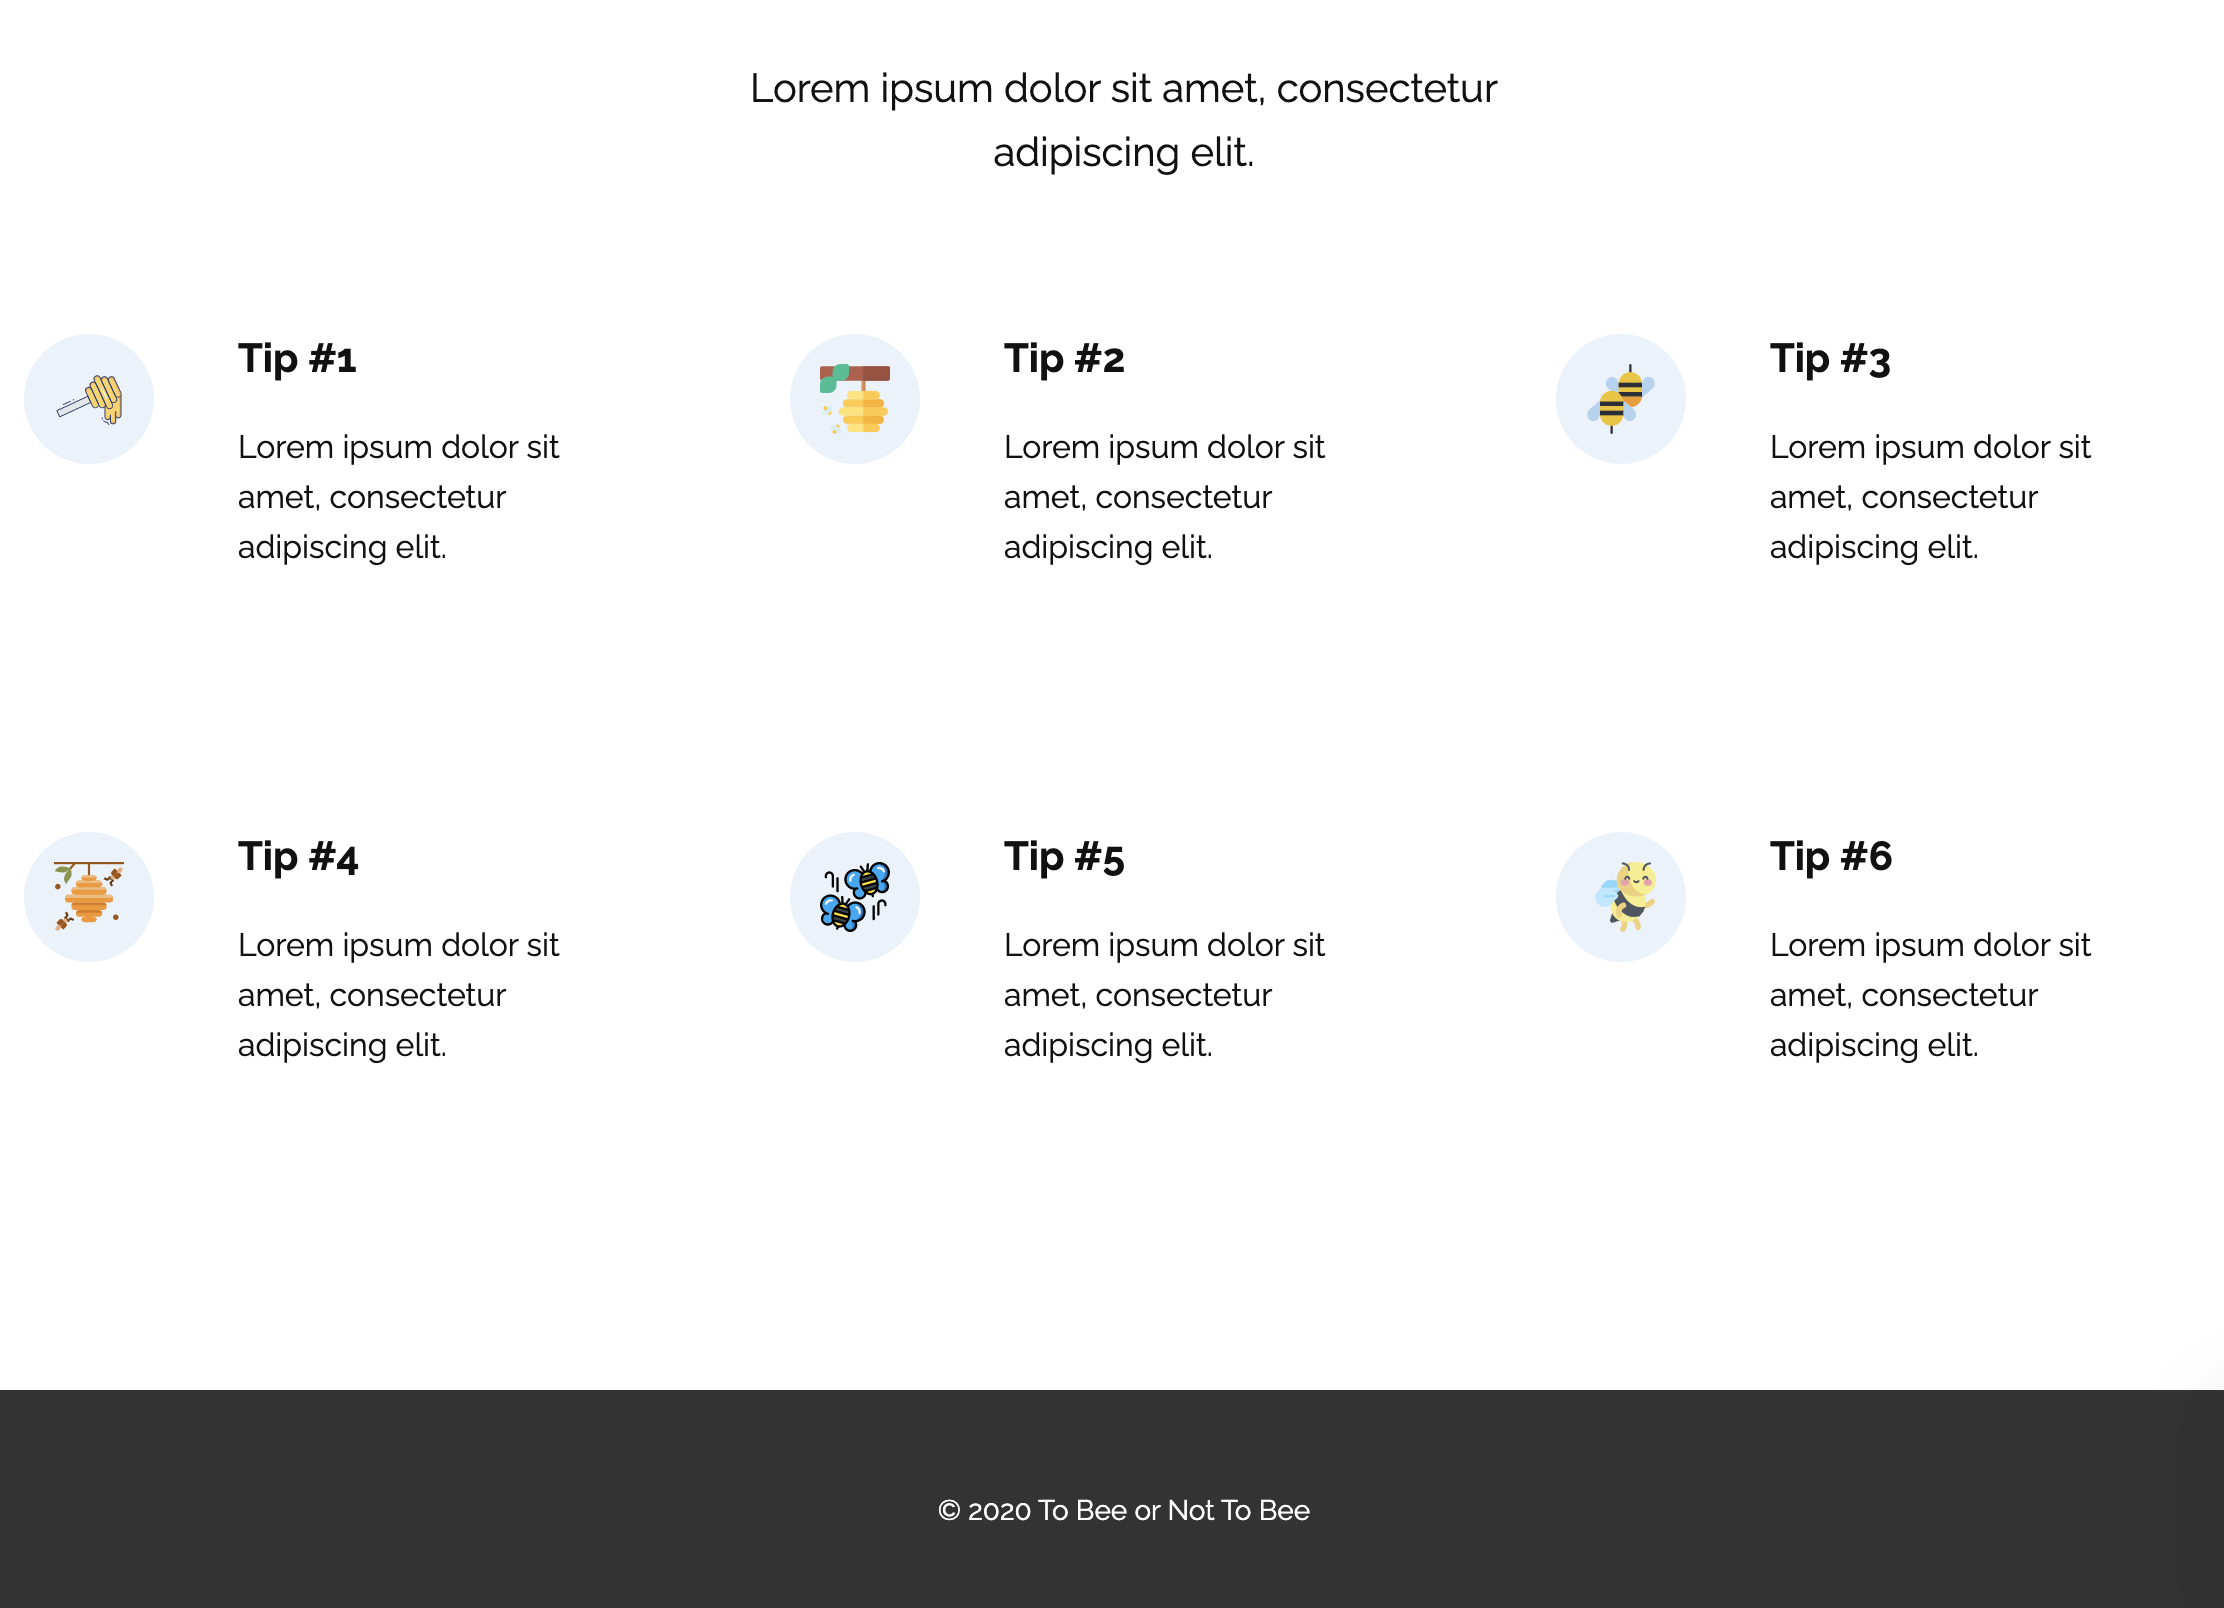 Lorem ipsum dolor sit amet, consectetur
adipiscing elit.
Tip #1
Lorem ipsum dolor sit
amet, consectetur
adipiscing elit.
Tip #2
Lorem ipsum dolor sit
amet, consectetur
adipiscing elit.
Tip #3
Lorem ipsum dolor sit
amet, consectetur
adipiscing elit.
Tip #4
Lorem ipsum dolor sit
amet, consectetur
adipiscing elit.
Tip #5
Lorem ipsum dolor sit
amet, consectetur
adipiscing elit.
Tip #6
Lorem ipsum dolor sit
amet, consectetur
adipiscing elit.
© 2020 To Bee or Not To Bee